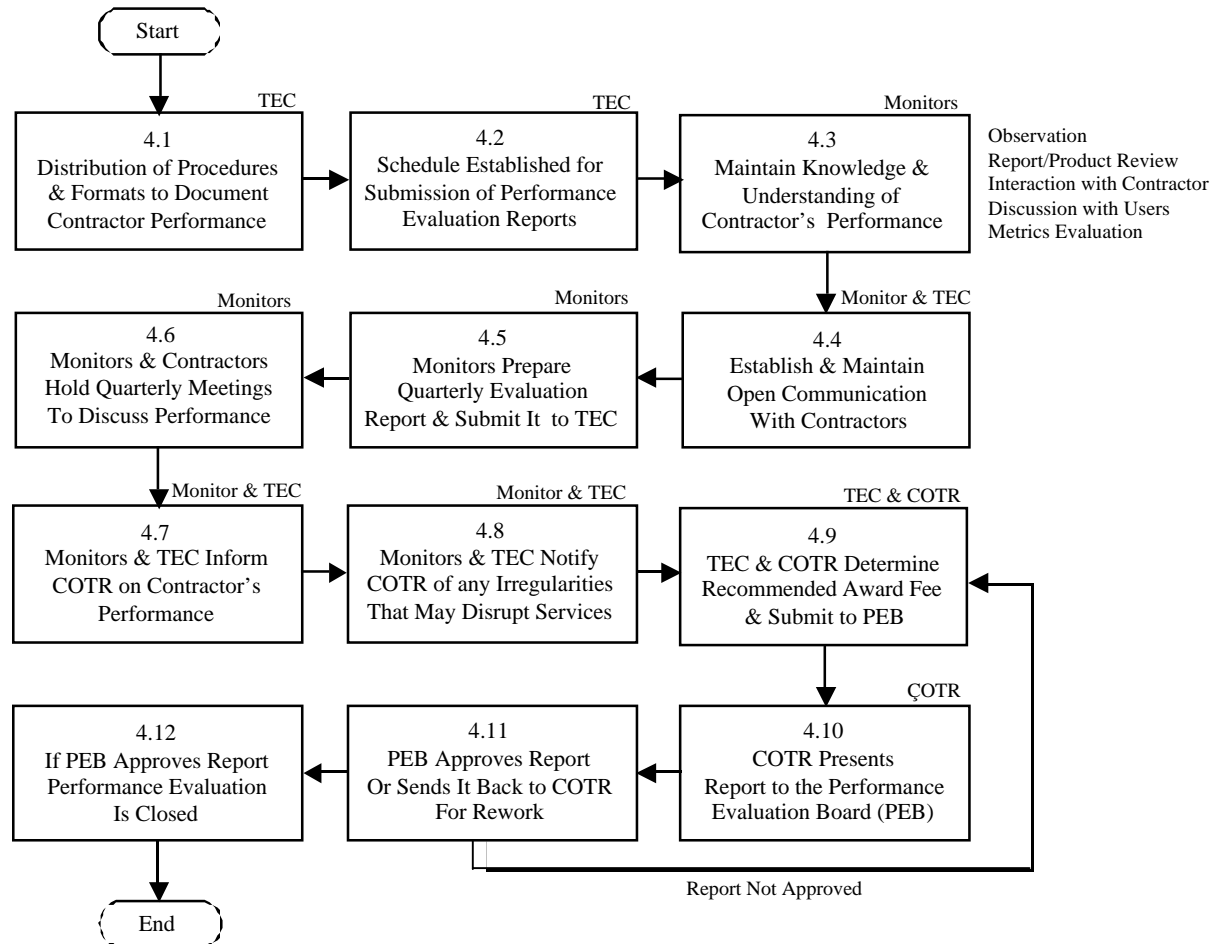 Start
TEC
4.1
Distribution of Procedures
& Formats to Document
Contractor Performance
TEC
4.2
Schedule Established for
Submission of Performance
Evaluation Reports
Monitors
4.3
Maintain Knowledge &
Understanding of
Contractor's Performance
Observation
Report/Product Review
Interaction with Contractor
Discussion with Users
Metrics Evaluation
Monitor & TEC
4.4
Establish & Maintain
Open Communication
With Contractors
Monitors
4.5
Monitors Prepare
Quarterly Evaluation
Report & Submit It to TEC
Monitors
4.6
Monitors & Contractors
Hold Quarterly Meetings
To Discuss Performance
Monitor & TEC
4.7
Monitors & TEC Inform
COTR on Contractor's
Performance
Monitor & TEC
4.8
Monitors & TEC Notify
COTR of any Irregularities
That May Disrupt Services
TEC & COTR
4.9
TEC & COTR Determine
Recommended Award Fee
& Submit to PEB
ÇOTR
4.10
COTR Presents
Report to the Performance
Evaluation Board (PEB)
4.11
PEB Approves Report
Or Sends It Back to COTR
For Rework
Report Not Approved
4.12
If PEB Approves Report
Performance Evaluation
Is Closed
End